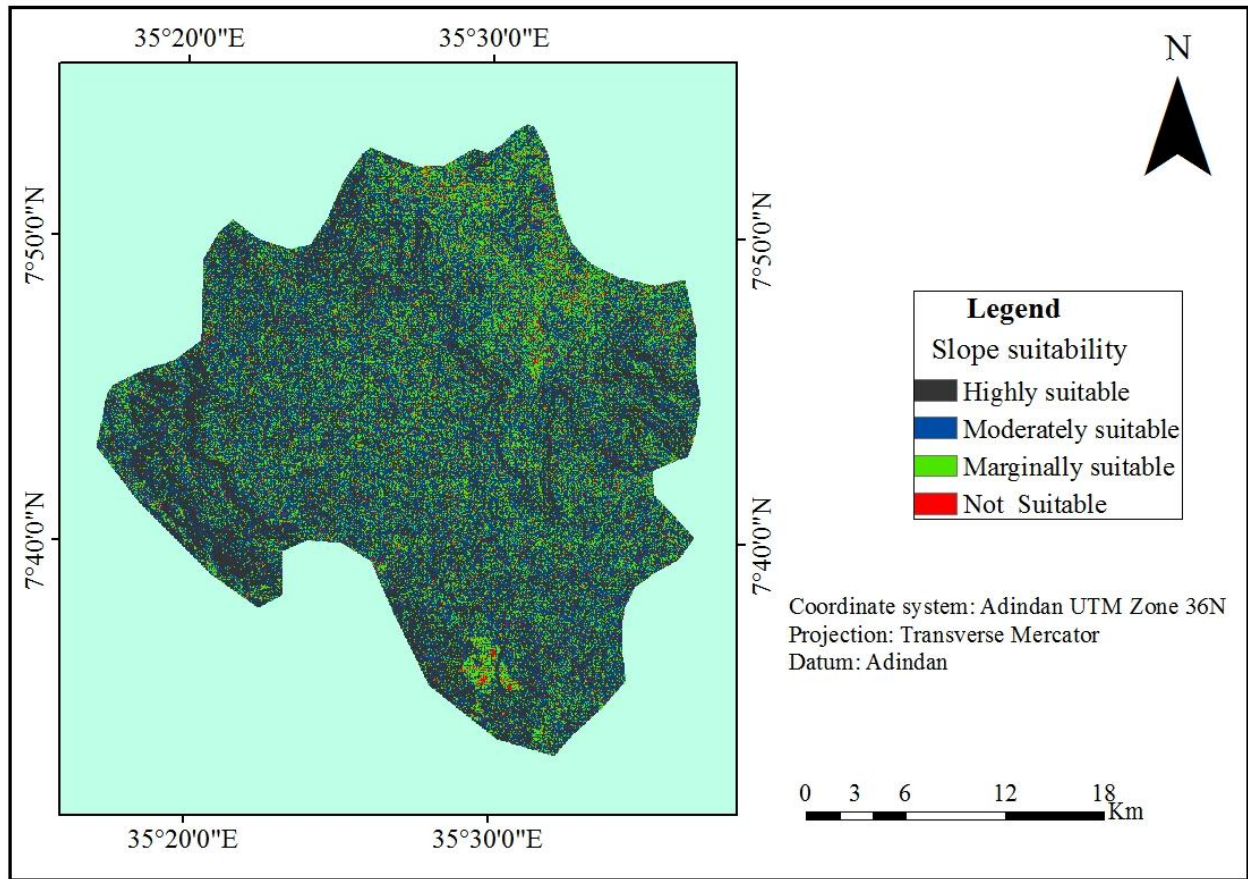 35°20'0"E
35°30'0"E
N
7°50'0"N
7°50'0"N
Legend
Slope suitability
Highly suitable
Moderately suitable
Marginally suitable
Not Suitable
7°40'0"N
7°40'0"N
Coordinate system: Adindan UTM Zone 36N
Projection: Transverse Mercator
Datum: Adindan
0 3 6 12 18
Km
35°20'0"E
35°30'0"E